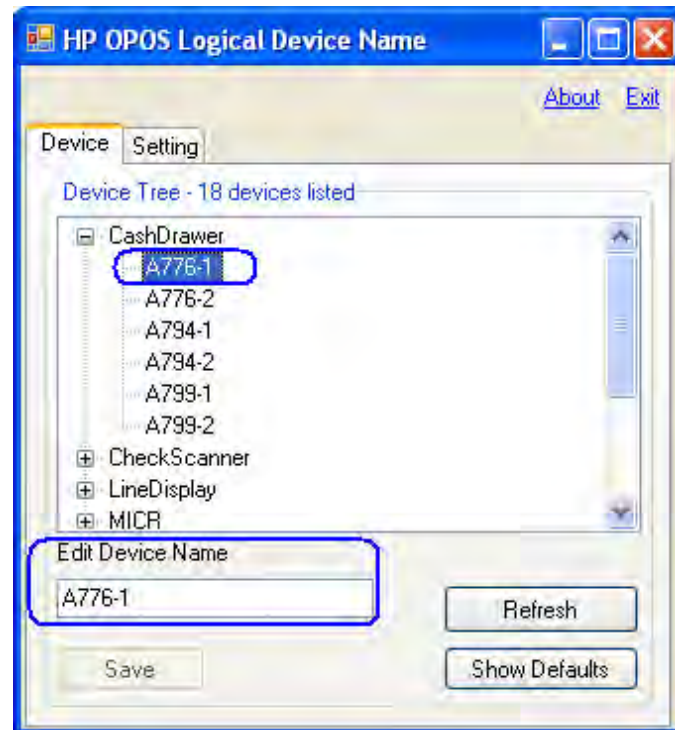 HP OPOS Logical Device Name
About Exit
Device Setting
Device Tree - 18 devices listed
CashDrawer
A776-1
A776-2
A794-1
A794-2
A799-1
A799-2
CheckScanner
LineDisplay
MICR
Edit Device Name
A776-1
Refresh
Save Show Defaults